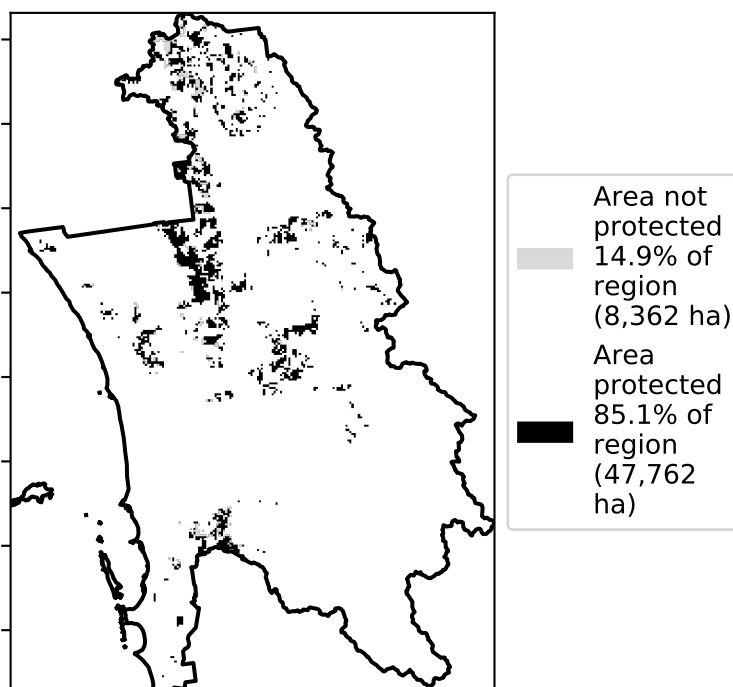 Area not
protected
14.9% of
region
(8,362 ha)
Area
protected
85.1% of
region
(47,762
ha)